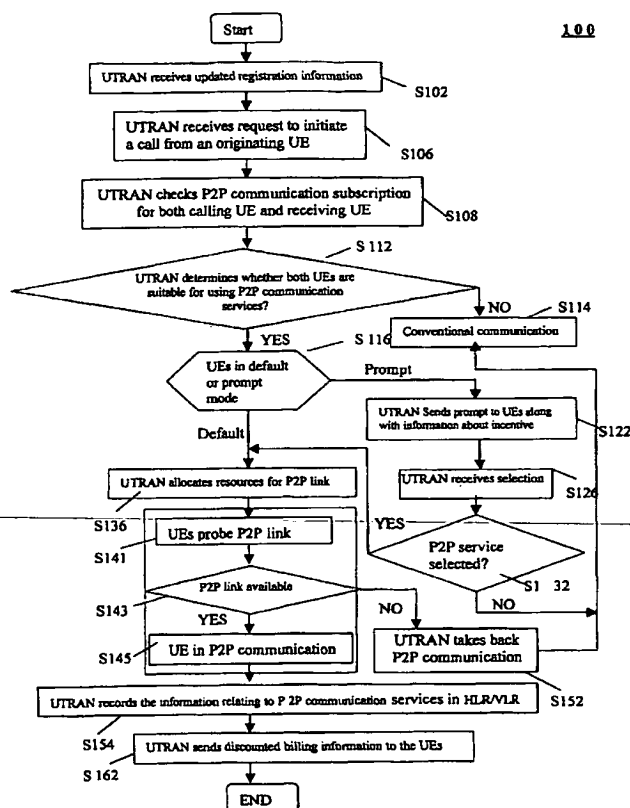 Start
100
UTRAN receives updated registration information
S102
UTRAN receives request to initiate
a call from an originating UE
S106
UTRAN checks P2P communication subscription
for both calling UE and receiving UE
S108
S 112
UTRAN determines whether both UEs are
suitable for using P2P communication
services?
NO
S114
Conventional communication
YES
S 116
UEs in default
or prompt
mode
Prompt
UTRAN Sends prompt to UEs along
with information about incentive
S122
Default
UTRAN receives selection
S126
UTRAN allocates resources for P2P link
S136
YES
P2P service
selected?
S1 32
NO
UEs probe P2P link
S141
P2P link available
S143
NO
YES
UE in P2P communication
S145
UTRAN takes back
P2P communication
S152
UTRAN records the information relating to P 2P communication services in HLR/VLR
S154
UTRAN sends discounted billing information to the UEs
S 162
END